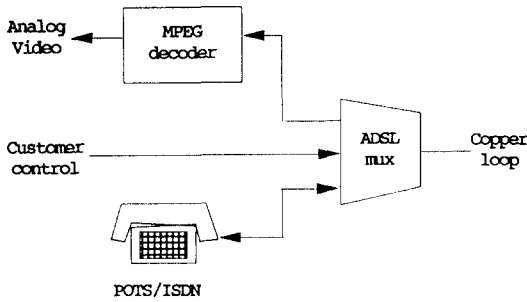 Analog
Video
MPEG
decoder
ADSL
mux
Copper
loop
Customer
control
POTS/ISDN